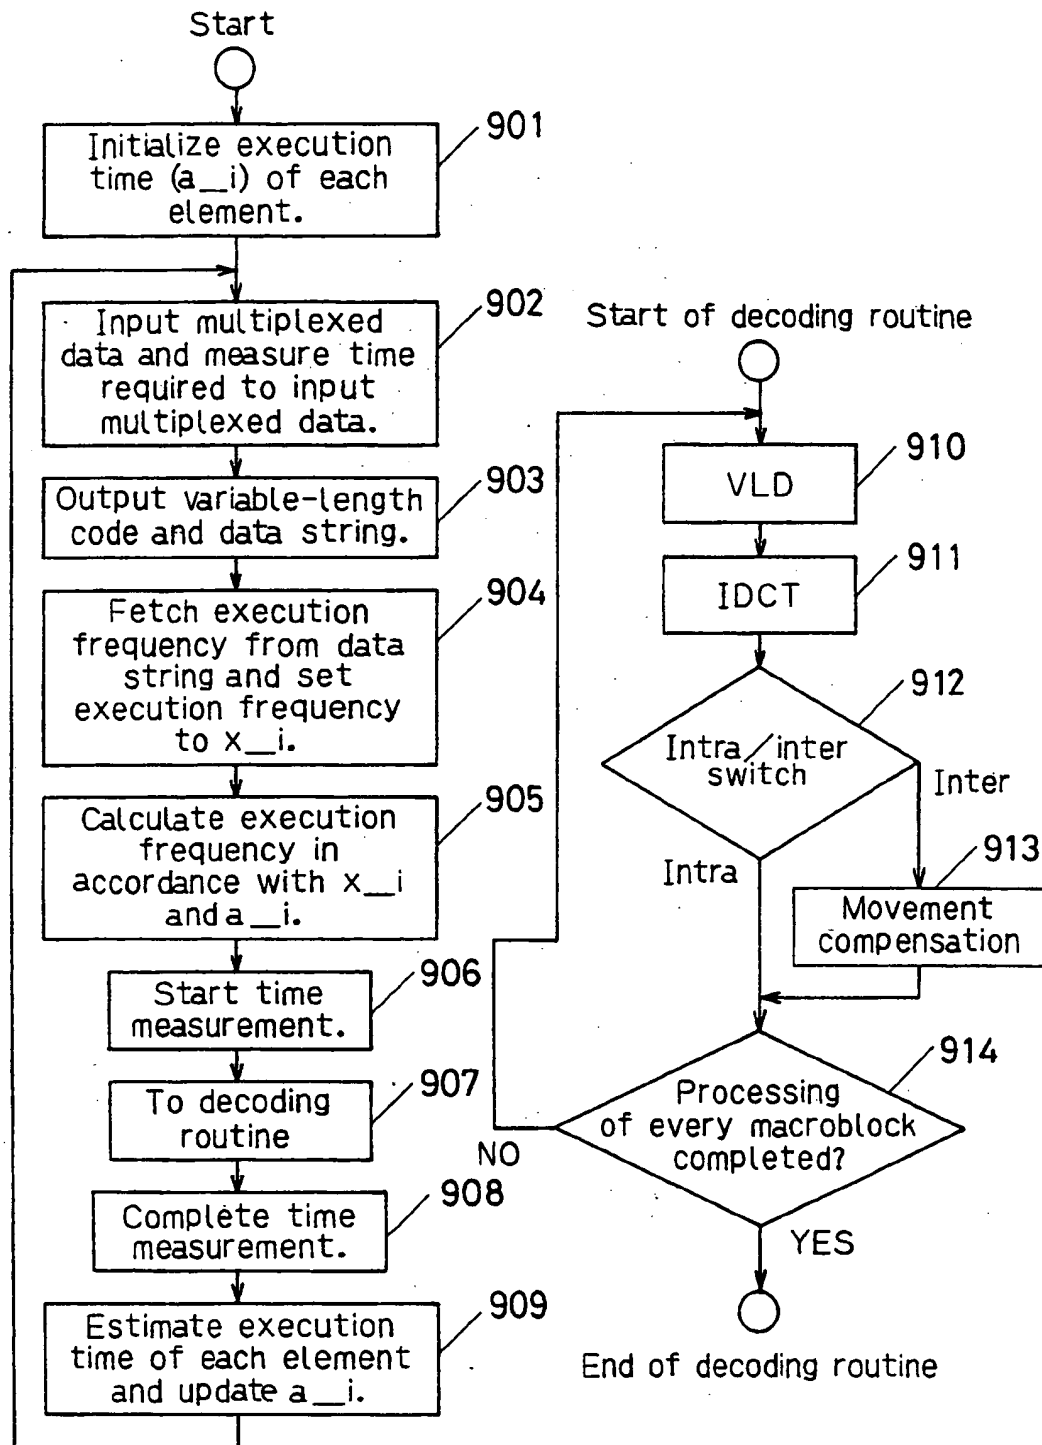 Start
901
Initialize execution
time (a__i) of each
element.
902
Input multiplexed
data and measure time
required to input
multiplexed data.
903
Output variable-length
code and data string.
904
Fetch execution
frequency from data
string and set
execution frequency
to x__i.
905
Calculate execution
frequency in
accordance with x__i
and a__i.
906
Start time
measurement.
907
To decoding
routine
908
Complete time
measurement.
909
Estimate execution
time of each element
and update a__i.
Start of decoding routine
910
VLD
911
IDCT
912
Intra/inter
switch
Inter
Intra
913
Movement
compensation
914
Processing
of every macroblock
completed?
NO
YES
End of decoding routine